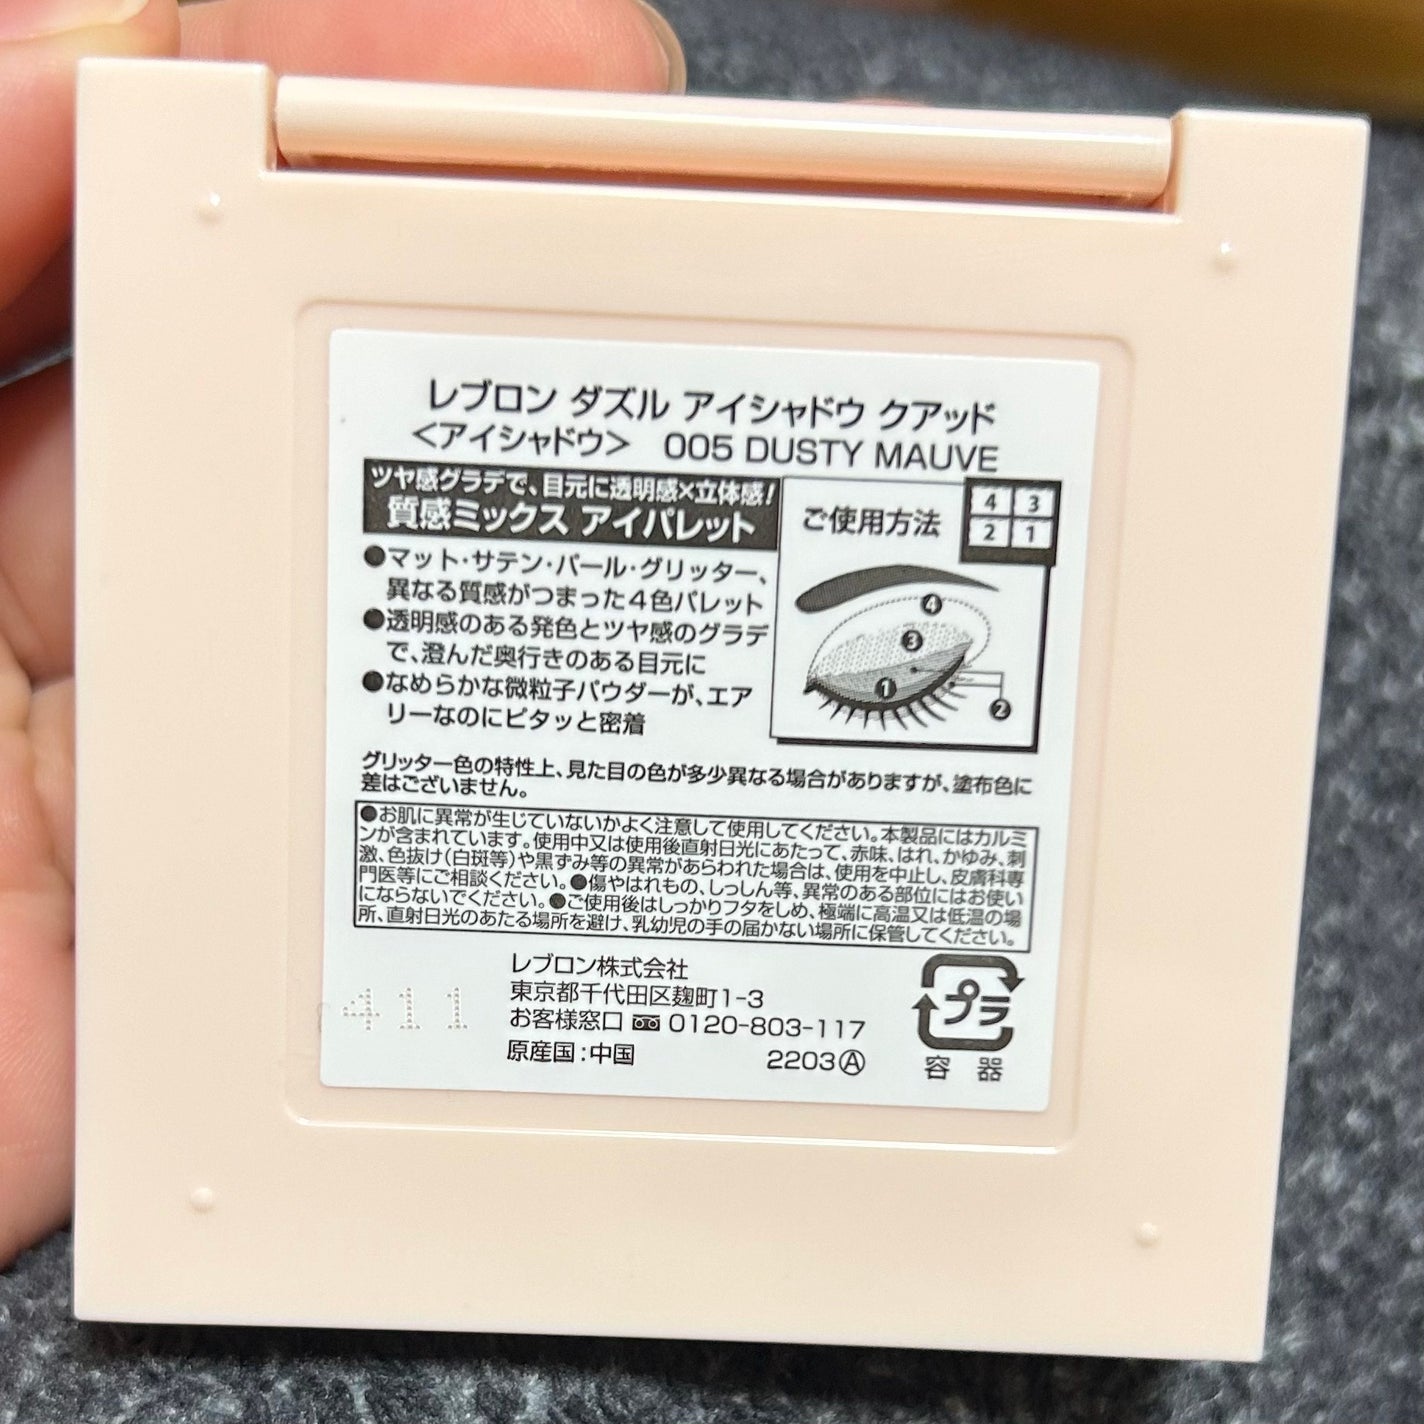 レブロン ダズル アイシャドウ クアッド
＜アイシャドウ＞ 005 DUSTY MAUVE
ツヤ感グラデで、目元に透明感×立体感!
質感ミックス アイパレット
●マット・サテン・パール・グリッター、
異なる質感がつまった4色パレット
●透明感のある発色とツヤ感のグラデ
で、澄んだ奥行きのある目元に
●なめらかな微粒子パウダーが、エア
リーなのにピタッと密着
ご使用方法
4 3
2 1
❹
❸
❶
❷
グリッター色の特性上、見た目の色が多少異なる場合がありますが、塗布色に
差はございません。
●お肌に異常が生じていないかよく注意して使用してください。本製品にはカルミ
ンが含まれています。使用中又は使用後直射日光にあたって、赤味、はれ、かゆみ、刺
激、色抜け(白斑等)や黒ずみ等の異常があらわれた場合は、使用を中止し、皮膚科専
門医等にご相談ください。●傷やはれもの、しっしん等、異常のある部位にはお使い
にならないでください。●ご使用後はしっかりフタをしめ、極端に高温又は低温の場
所、直射日光のあたる場所を避け、乳幼児の手の届かない場所に保管してください。
411
レブロン株式会社
東京都千代田区麹町1-3
お客様窓口 0120-803-117
原産国:中国 2203Ⓐ
プラ
容 器